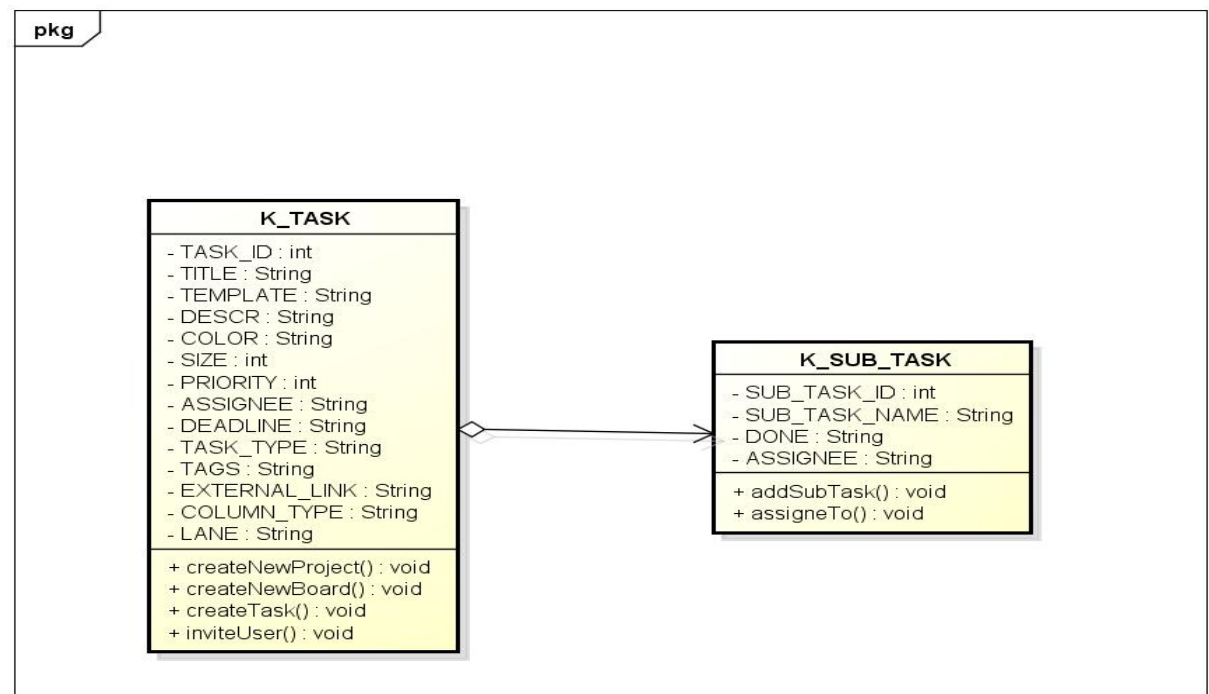 pkg
K_TASK
- TASK_ID : int
- TITLE : String
- TEMPLATE : String
- DESCR : String
- COLOR : String
- SIZE : int
- PRIORITY : int
- ASSIGNEE : String
- DEADLINE : String
- TASK_TYPE : String
- TAGS : String
- EXTERNAL_LINK : String
- COLUMN_TYPE : String
- LANE : String
+ createNewProject() : void
+ createNewBoard() : void
+ createTask() : void
+ inviteUser() : void
K_SUB_TASK
- SUB_TASK_ID : int
- SUB_TASK_NAME : String
- DONE : String
- ASSIGNEE : String
+ addSubTask() : void
+ assigneTo() : void